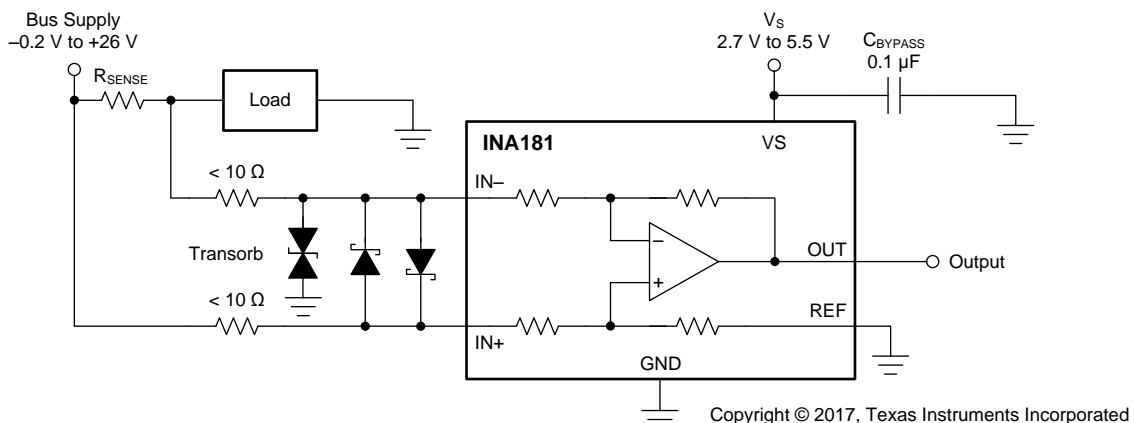 Bus Supply
–0.2 V to +26 V
RSENSE
Load
VS
2.7 V to 5.5 V
CBYPASS
0.1 µF
INA181
VS
< 10 Ω
IN–
Transorb
< 10 Ω
IN+
–
+
OUT
Output
REF
GND
Copyright © 2017, Texas Instruments Incorporated